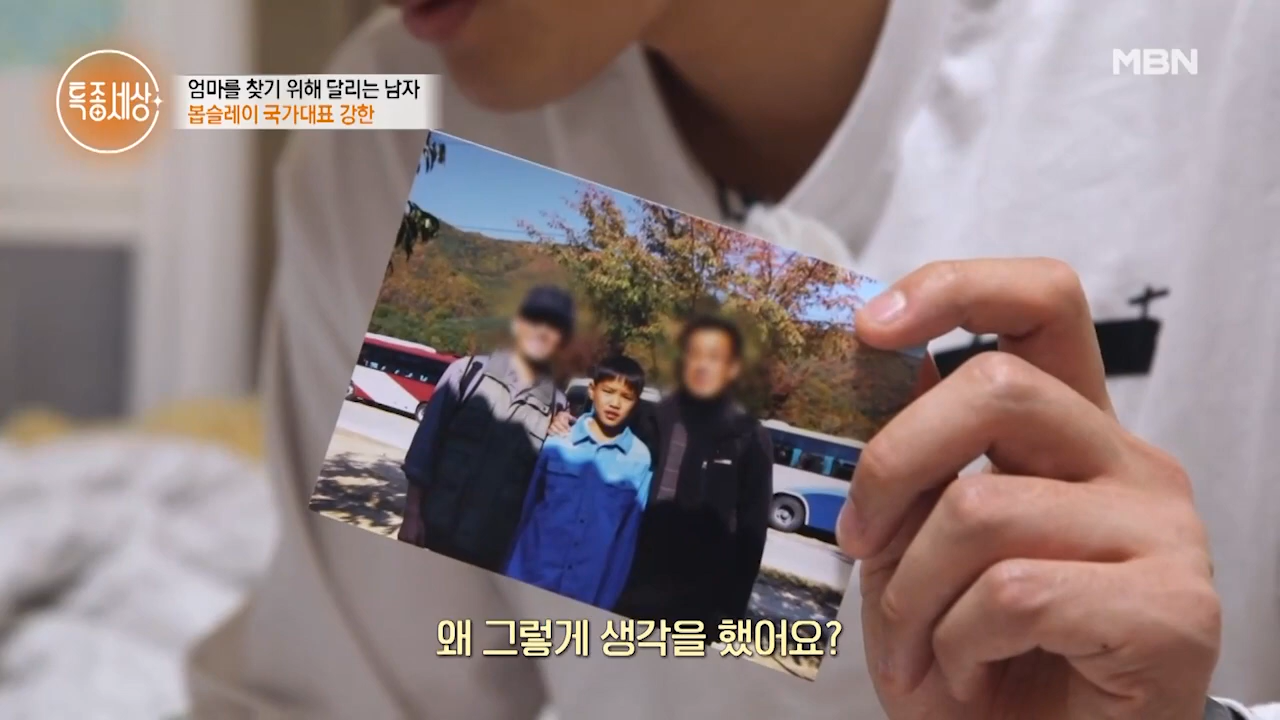 특종세상
엄마를 찾기 위해 달리는 남자
봅슬레이 국가대표 강한
MBN
왜 그렇게 생각을 했어요?